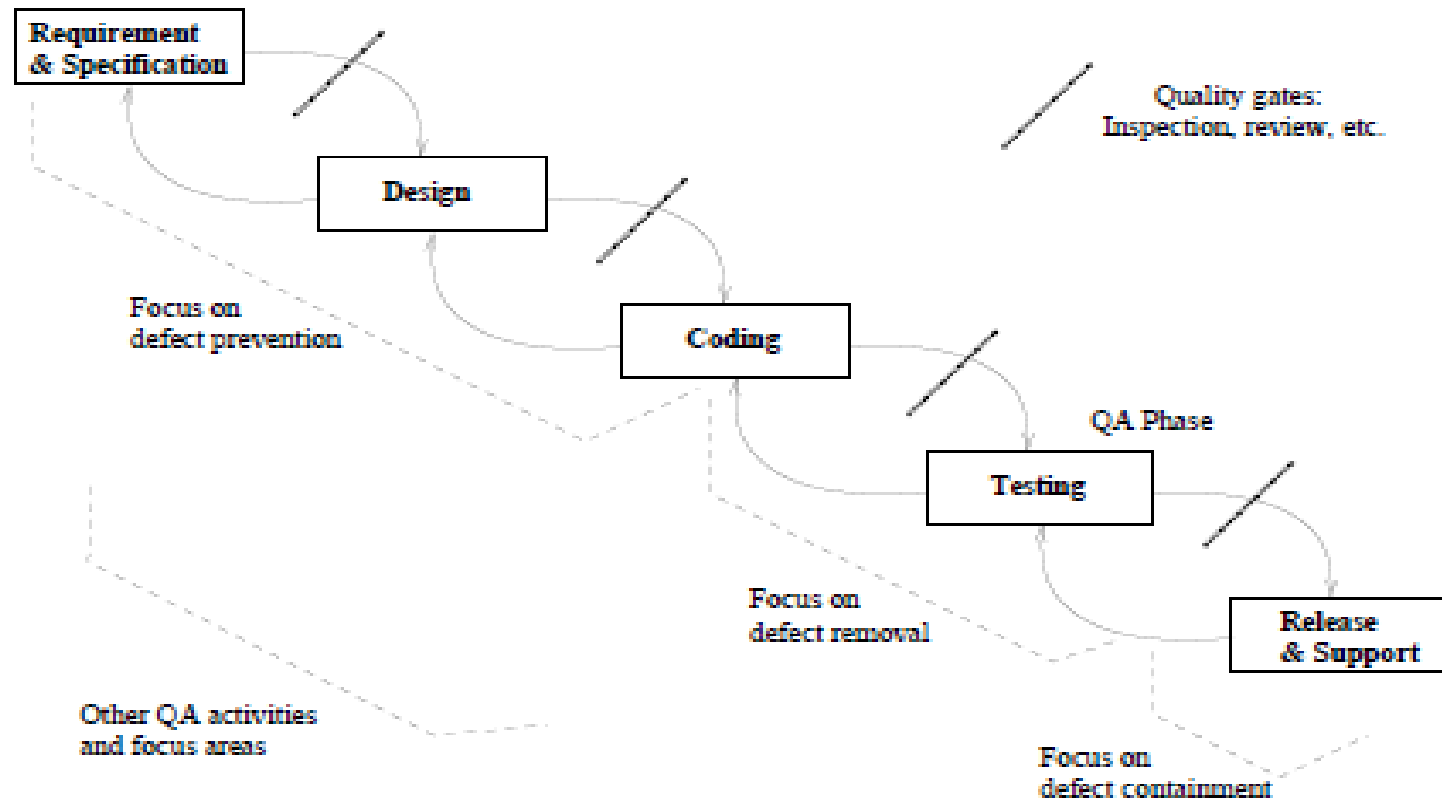 Requirement
& Specification
Quality gates:
Inspection, review, etc.
Design
Focus on
defect prevention
Coding
QA Phase
Testing
Focus on
defect removal
Release
& Support
Other QA activities
and focus areas
Focus on
defect containment